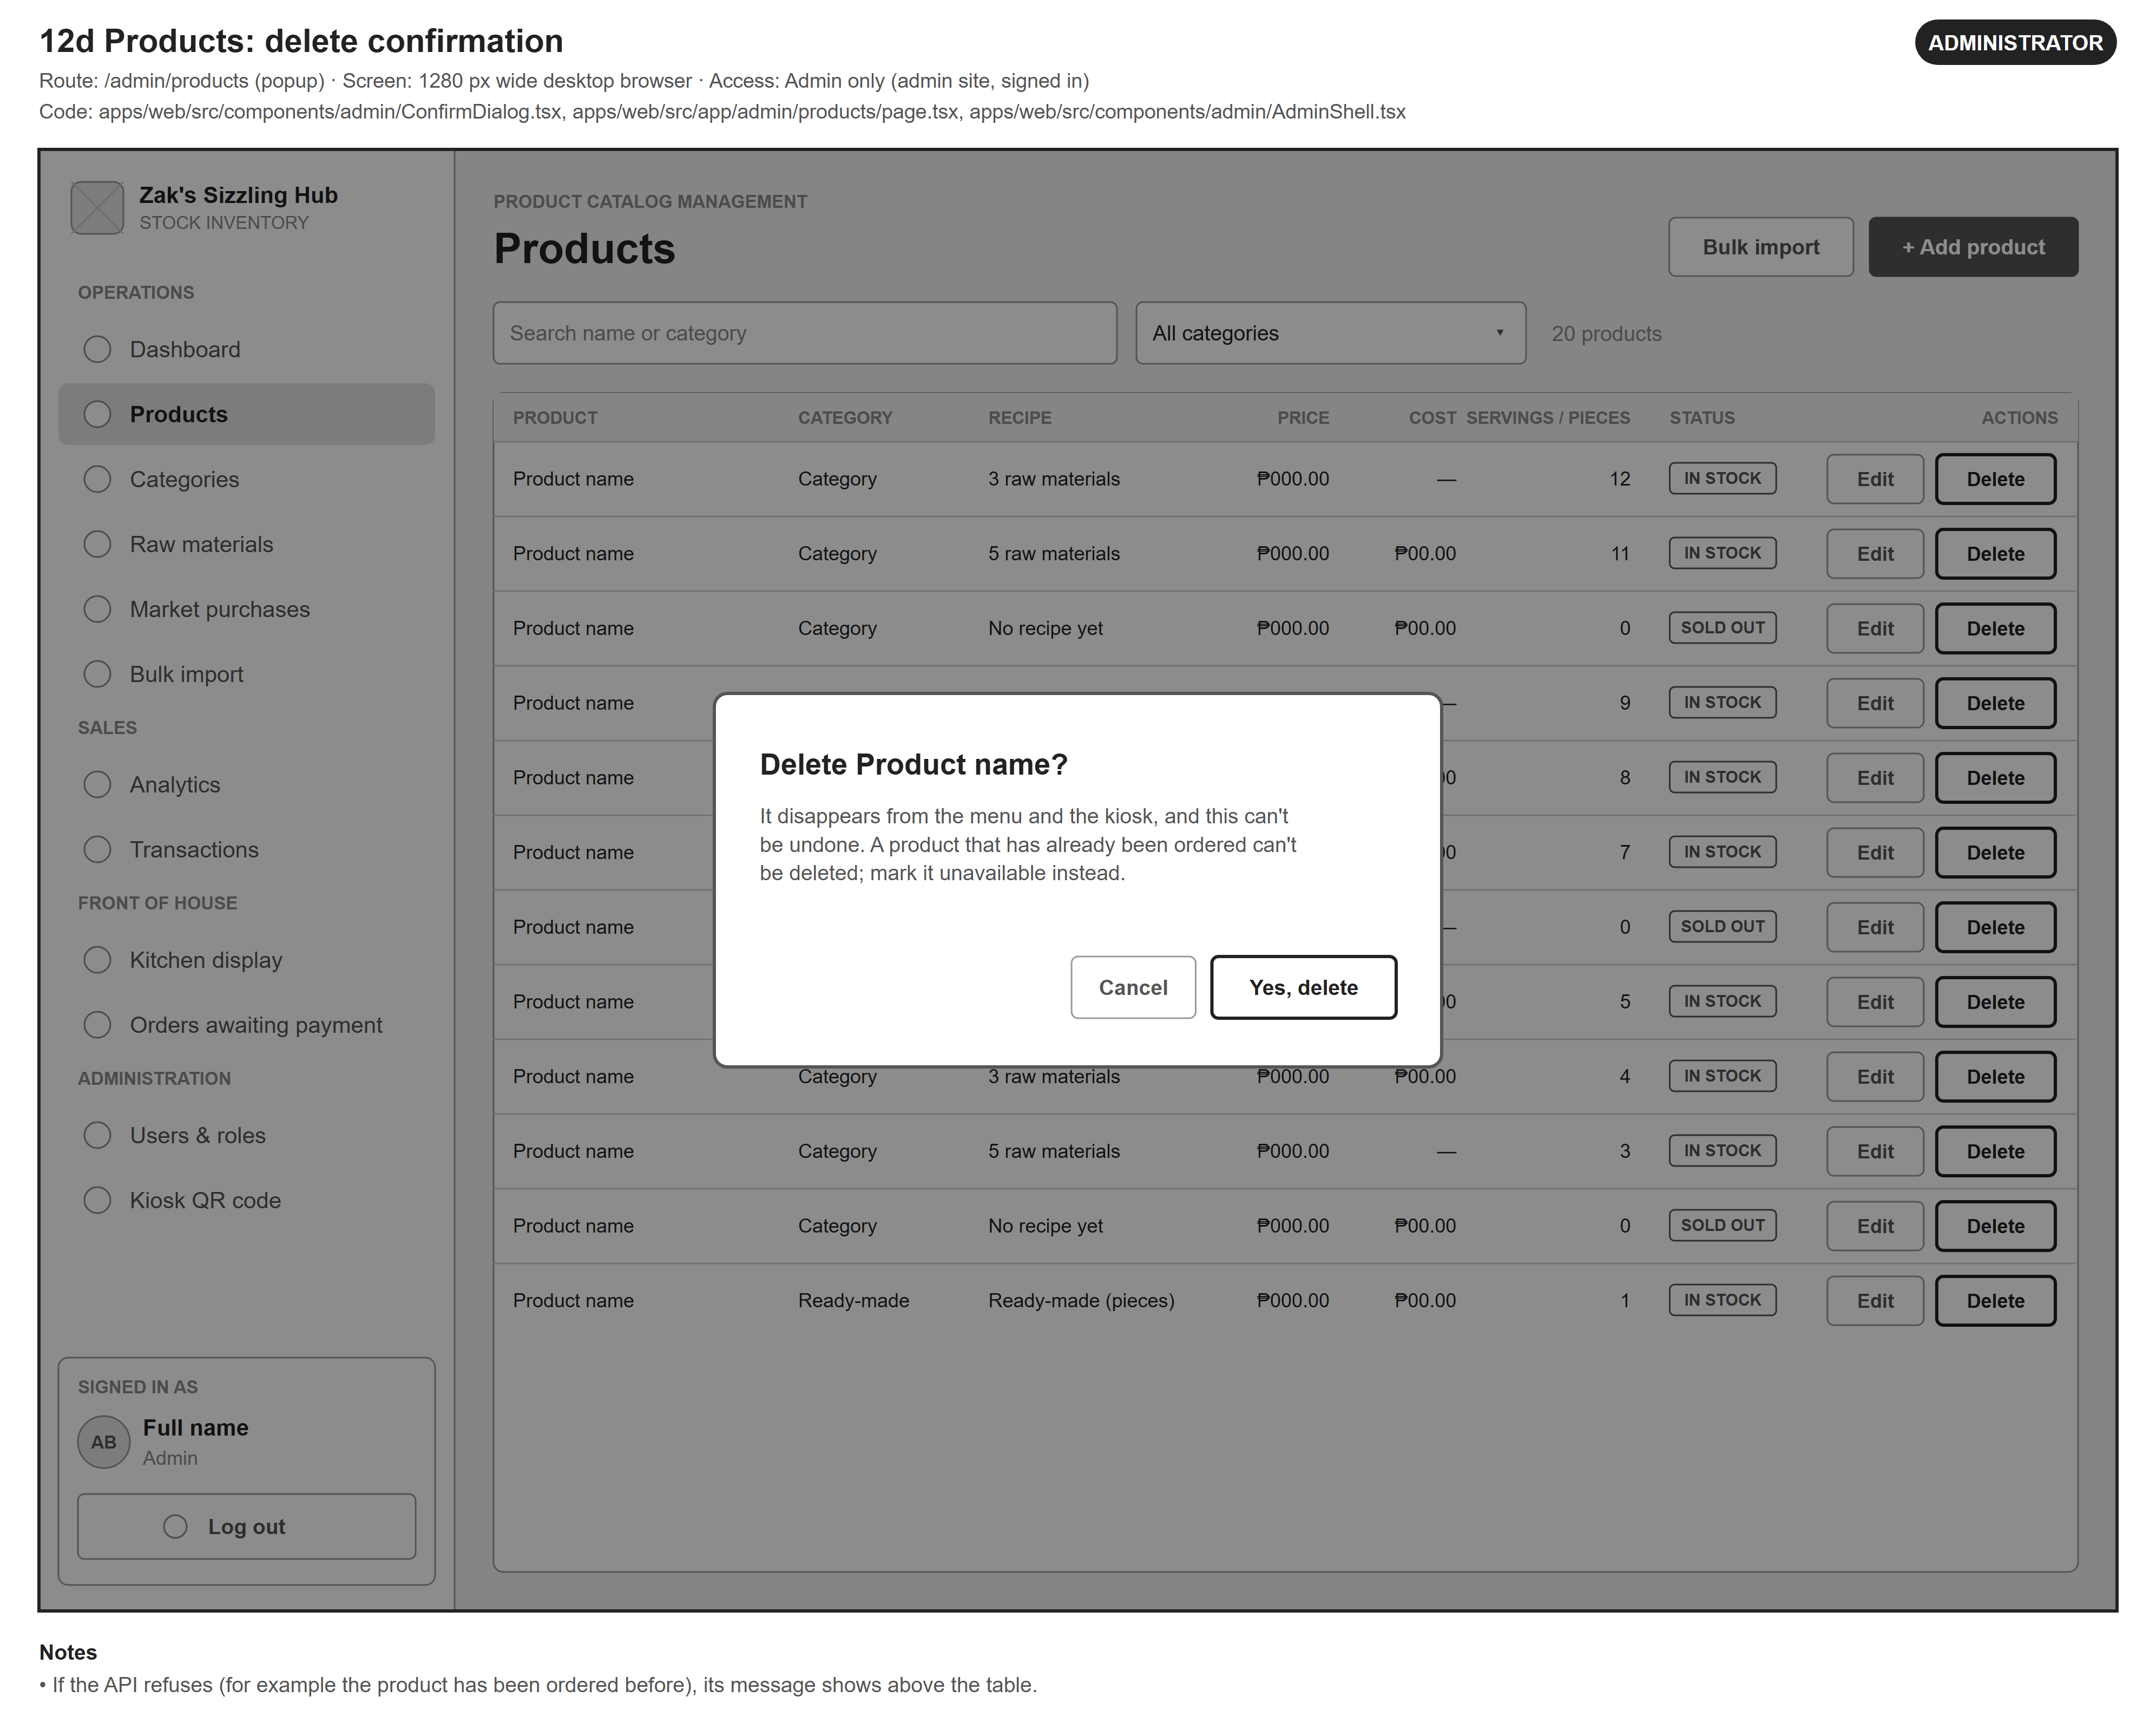 12d Products: delete confirmation
ADMINISTRATOR
Route: /admin/products (popup) · Screen: 1280 px wide desktop browser · Access: Admin only (admin site, signed in)
Code: apps/web/src/components/admin/ConfirmDialog.tsx, apps/web/src/app/admin/products/page.tsx, apps/web/src/components/admin/AdminShell.tsx
Zak's Sizzling Hub
STOCK INVENTORY
OPERATIONS
Dashboard
Products
Categories
Raw materials
Market purchases
Bulk import
SALES
Analytics
Transactions
FRONT OF HOUSE
Kitchen display
Orders awaiting payment
ADMINISTRATION
Users & roles
Kiosk QR code
SIGNED IN AS
AB
Full name
Admin
Log out
PRODUCT CATALOG MANAGEMENT
Products
Bulk import
+ Add product
Search name or category
All categories
20 products
PRODUCT CATEGORY RECIPE PRICE COST SERVINGS / PIECES STATUS ACTIONS
Product name Category 3 raw materials ₱000.00 — 12 IN STOCK Edit Delete
Product name Category 5 raw materials ₱000.00 ₱00.00 11 IN STOCK Edit Delete
Product name Category No recipe yet ₱000.00 ₱00.00 0 SOLD OUT Edit Delete
Product name — 9 IN STOCK Edit Delete
Product name 8 IN STOCK Edit Delete
Product name 7 IN STOCK Edit Delete
Product name — 0 SOLD OUT Edit Delete
Product name 5 IN STOCK Edit Delete
Product name Category 3 raw materials ₱000.00 ₱00.00 4 IN STOCK Edit Delete
Product name Category 5 raw materials ₱000.00 — 3 IN STOCK Edit Delete
Product name Category No recipe yet ₱000.00 ₱00.00 0 SOLD OUT Edit Delete
Product name Ready-made Ready-made (pieces) ₱000.00 ₱00.00 1 IN STOCK Edit Delete
Delete Product name?
It disappears from the menu and the kiosk, and this can't
be undone. A product that has already been ordered can't
be deleted; mark it unavailable instead.
Cancel
Yes, delete
Notes
• If the API refuses (for example the product has been ordered before), its message shows above the table.